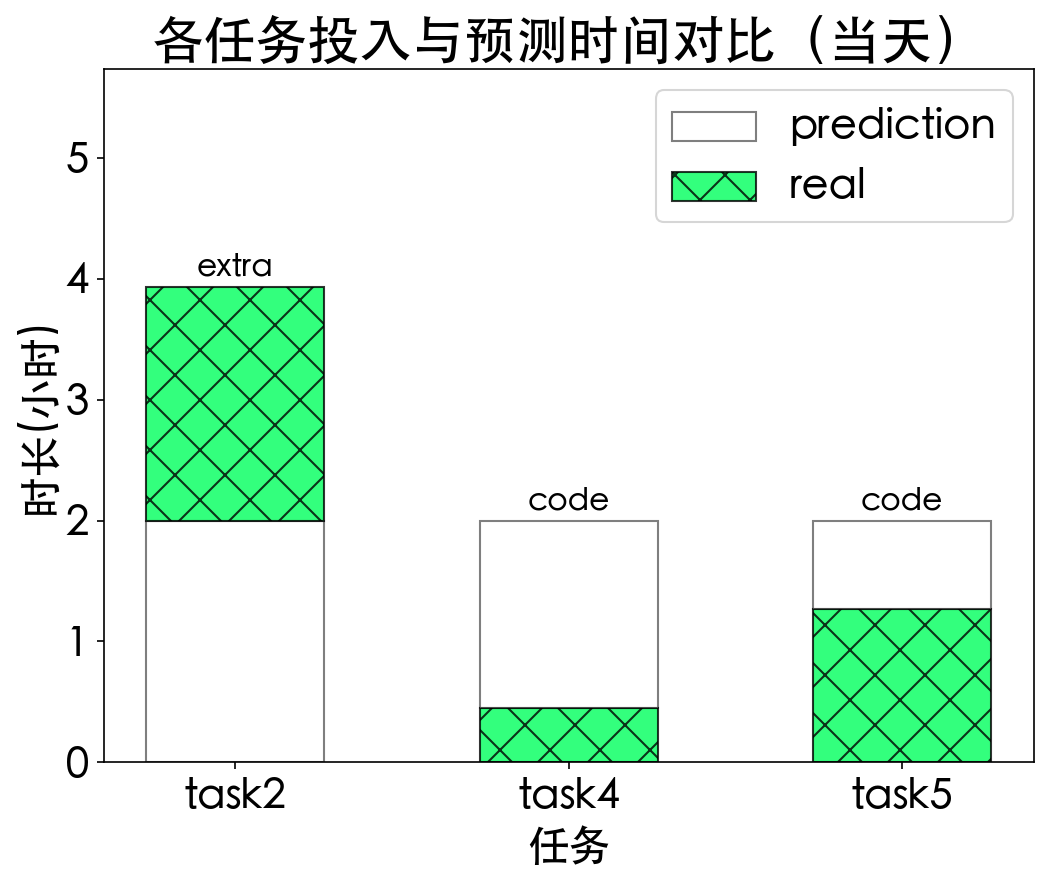 各任务投入与预测时间对比（当天）
prediction
real
时长(小时)
5
4
3
2
1
0
extra
code
code
task2
task4
task5
任务